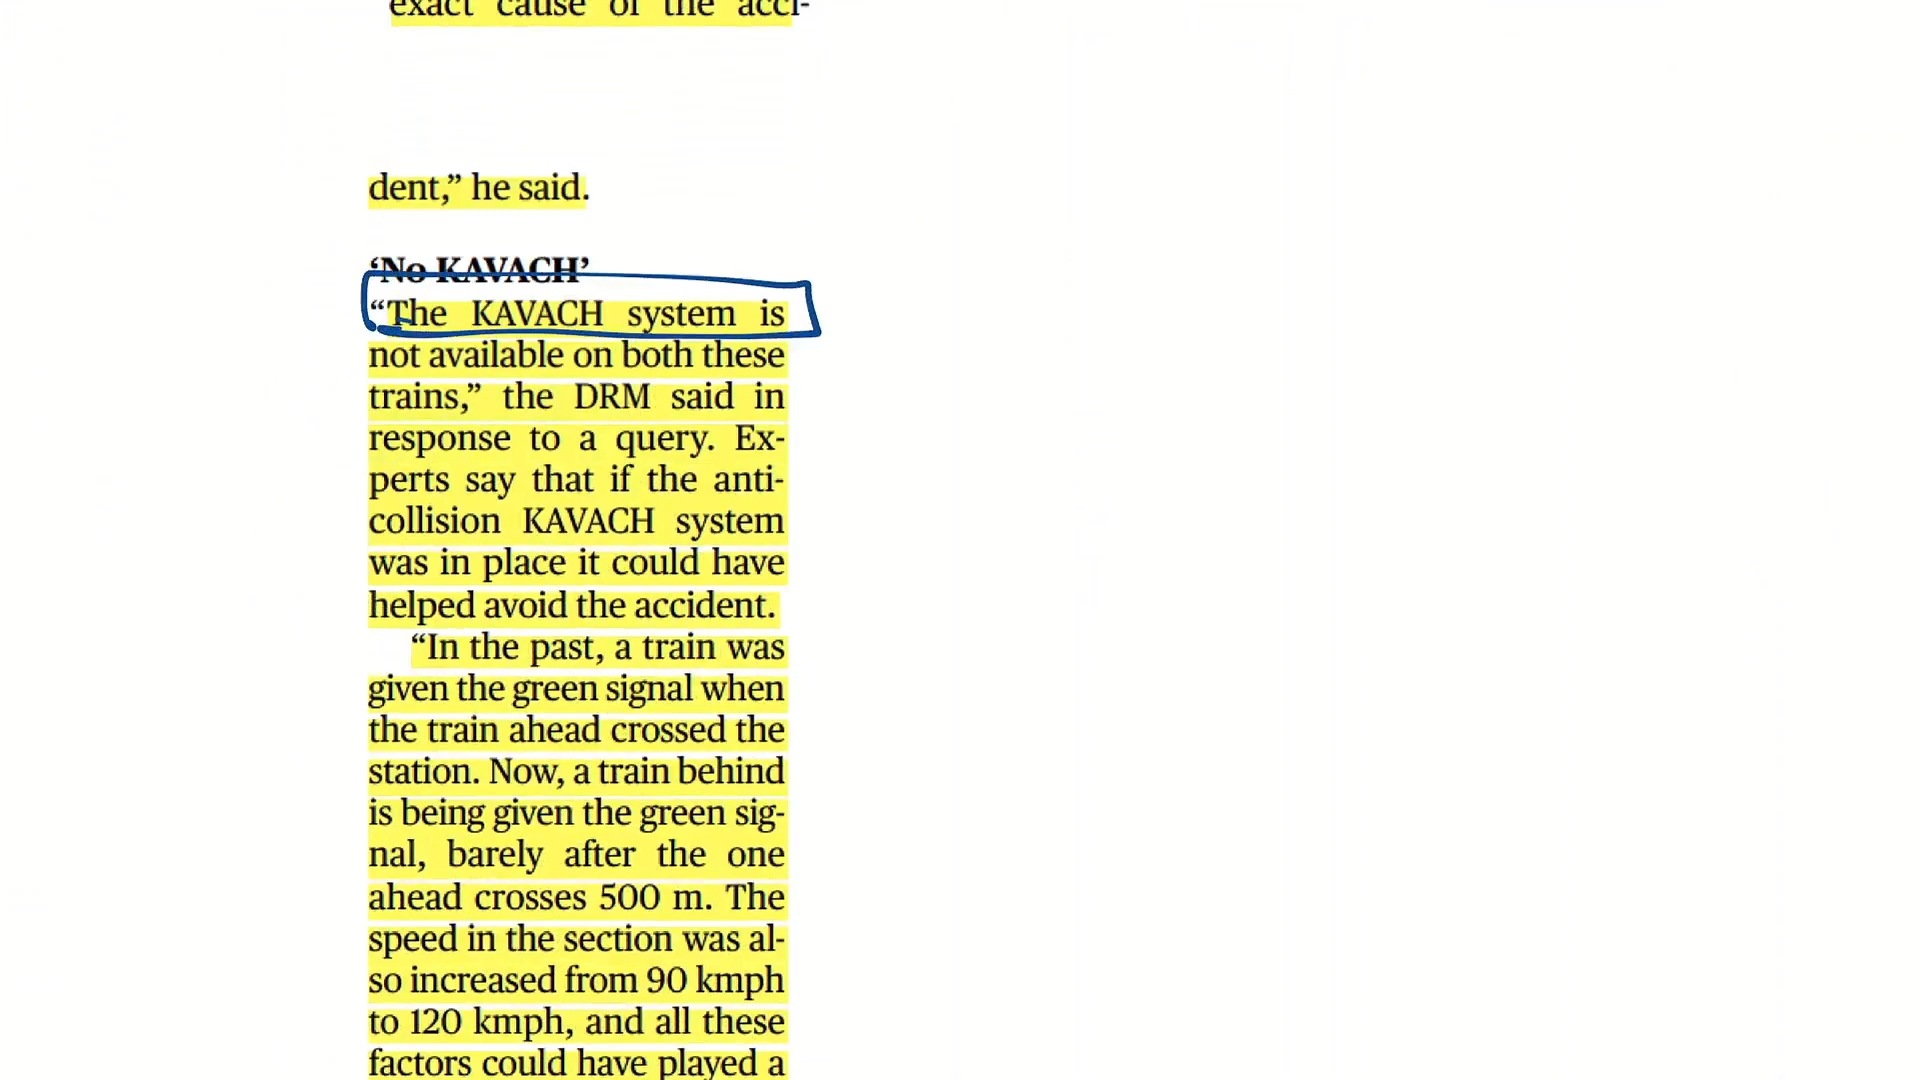 exact cause of the acci-
dent,” he said.
‘No KAVACH’
“The KAVACH system is
not available on both these
trains,” the DRM said in
response to a query. Ex-
perts say that if the anti-
collision KAVACH system
was in place it could have
helped avoid the accident.
“In the past, a train was
given the green signal when
the train ahead crossed the
station. Now, a train behind
is being given the green sig-
nal, barely after the one
ahead crosses 500 m. The
speed in the section was al-
so increased from 90 kmph
to 120 kmph, and all these
factors could have played a